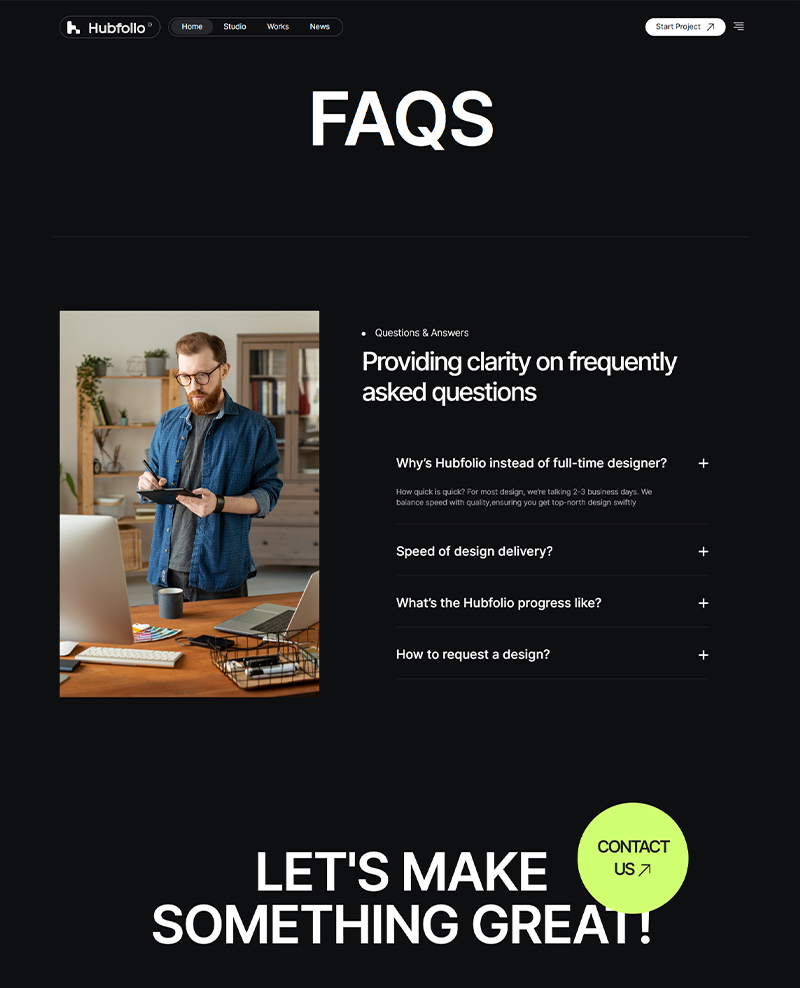 Hubfolio
Home Studio Works News
Start Project
FAQS
Questions & Answers
Providing clarity on frequently
asked questions
Why's Hubfolio instead of full-time designer?
How quick is quick? For most design, we're talking 2-3 business days. We
balance speed with quality,ensuring you get top-north design swiftly
Speed of design delivery?
What's the Hubfolio progress like?
How to request a design?
CONTACT
US
LET'S MAKE
SOMETHING GREAT!